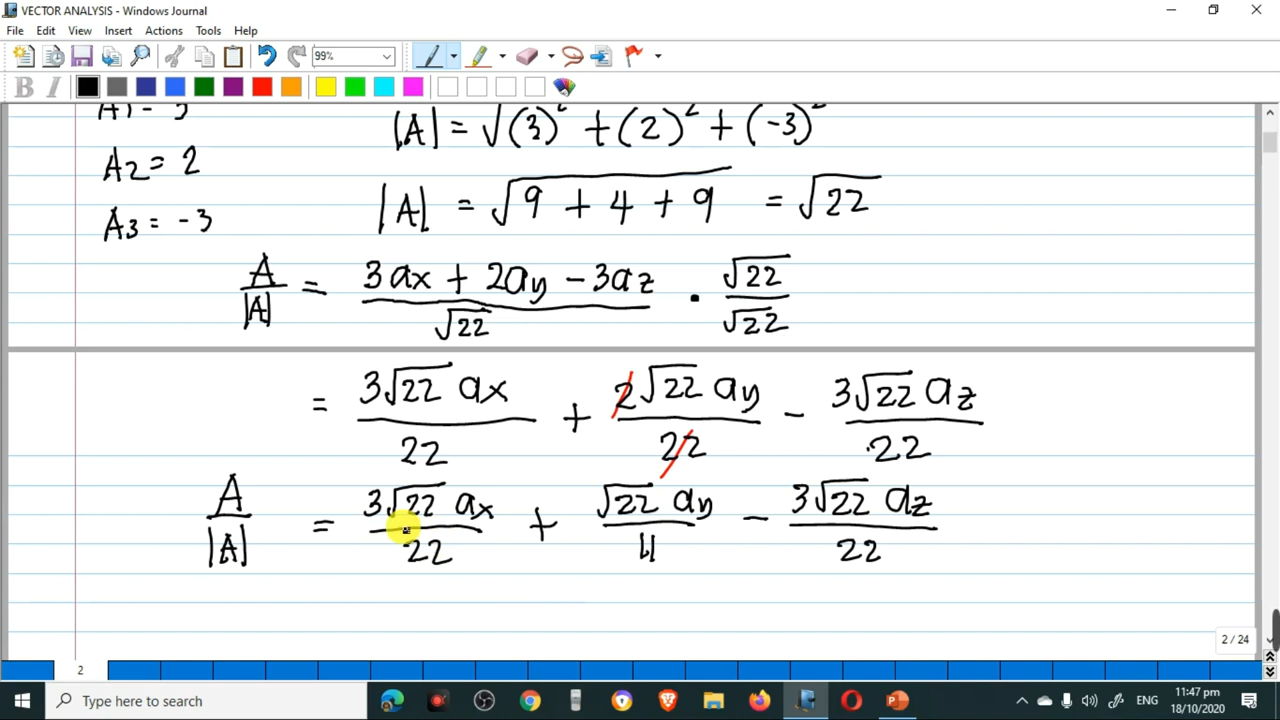 VECTOR ANALYSIS - Windows Journal
File Edit View Insert Actions Tools Help
99%
B I
A1 = 3
|A| = √(3)² + (2)² + (-3)²
A2 = 2
|A| = √9 + 4 + 9 = √22
A3 = -3
A/|A| = 3ax + 2ay - 3az/√22 · √22/√22
= 3√22 ax/22 + 2√22 ay/22 - 3√22 az/22
A/|A| = 3√22 ax/22 + √22 ay/11 - 3√22 az/22
2 / 24
2
Type here to search
ENG
11:47 pm
18/10/2020